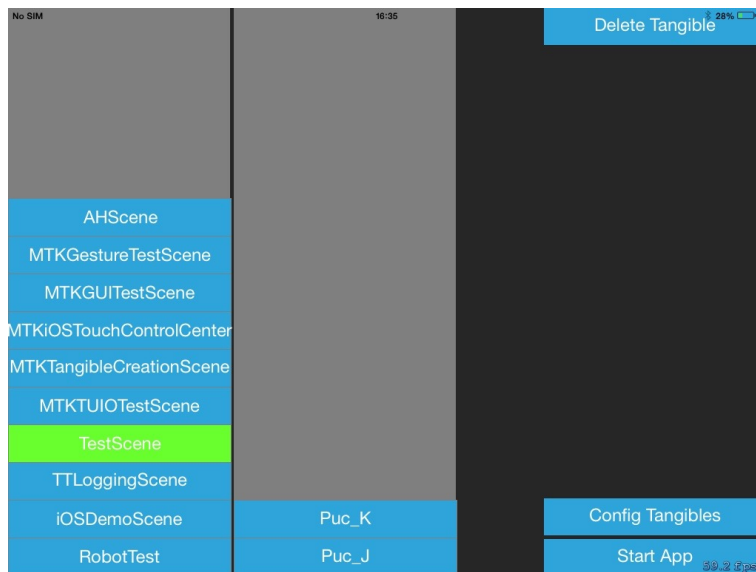 No SIM
16:35
28%
Delete Tangible
AHScene
MTKGestureTestScene
MTKGUITestScene
MTKiOSTouchControlCenter
MTKTangibleCreationScene
MTKTUIOTestScene
TestScene
TTLoggingScene
iOSDemoScene
RobotTest
Puc_K
Puc_J
Config Tangibles
Start App
59.2 Fps